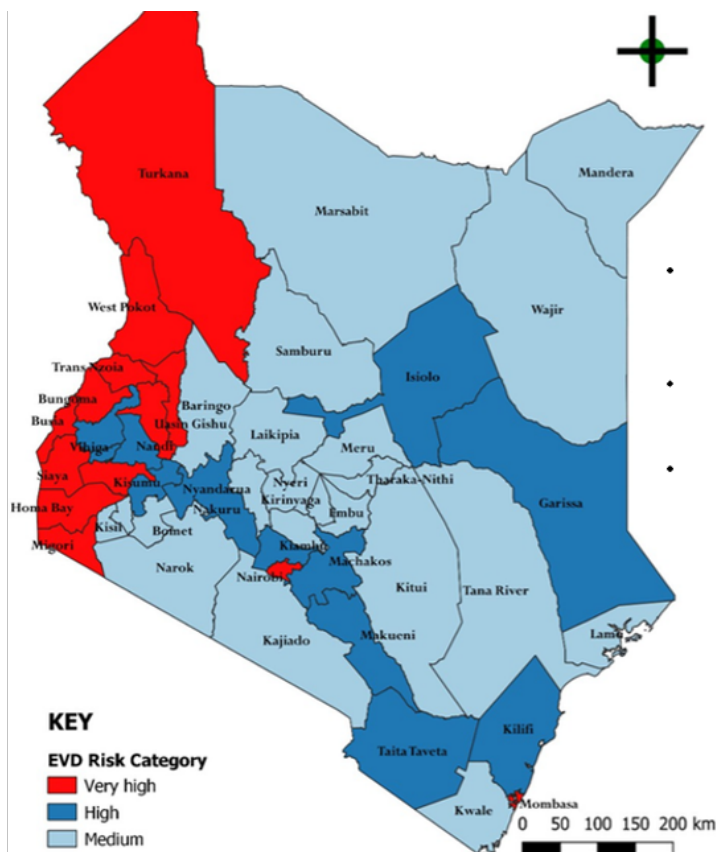 Turkana
Mandera
Marsabit
West Pokot
Wajir
Samburu
Trans Nzoia
Isiolo
Bungoma
Baringo
Busia
Uasin Gishu
Laikipia
Vihiga
Nandi
Meru
Siaya
Tharaka-Nithi
Kisumu
Nyandarua
Nyeri
Kirinyaga
Garissa
Homa Bay
Nakuru
Embu
Kisii
Bomet
Migori
Kiambu
Narok
Machakos
Nairobi
Kitui
Tana River
Kajiado
Makueni
Lamu
KEY
Kilifi
EVD Risk Category
Taita Taveta
Very high
High
Kwale
Mombasa
Medium
0 50 100 150 200 km